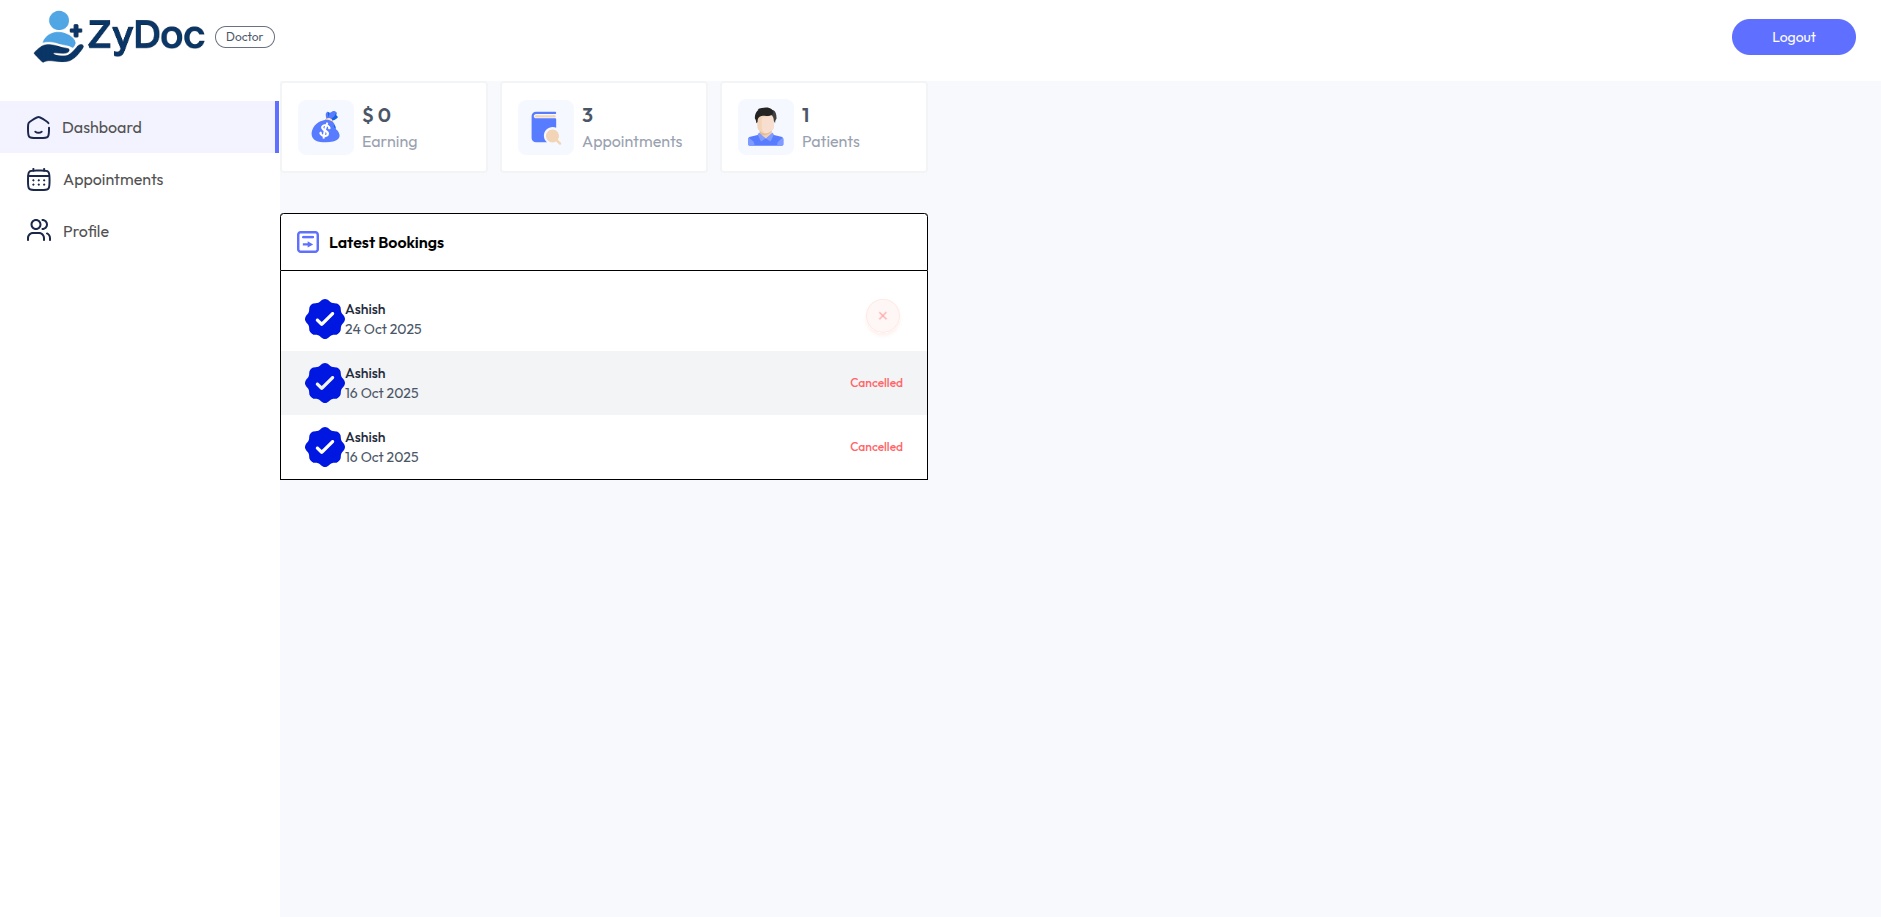 ZyDoc
Doctor
Logout
Dashboard
Appointments
Profile
$ 0
Earning
3
Appointments
1
Patients
Latest Bookings
Ashish
24 Oct 2025
Ashish
16 Oct 2025
Cancelled
Ashish
16 Oct 2025
Cancelled